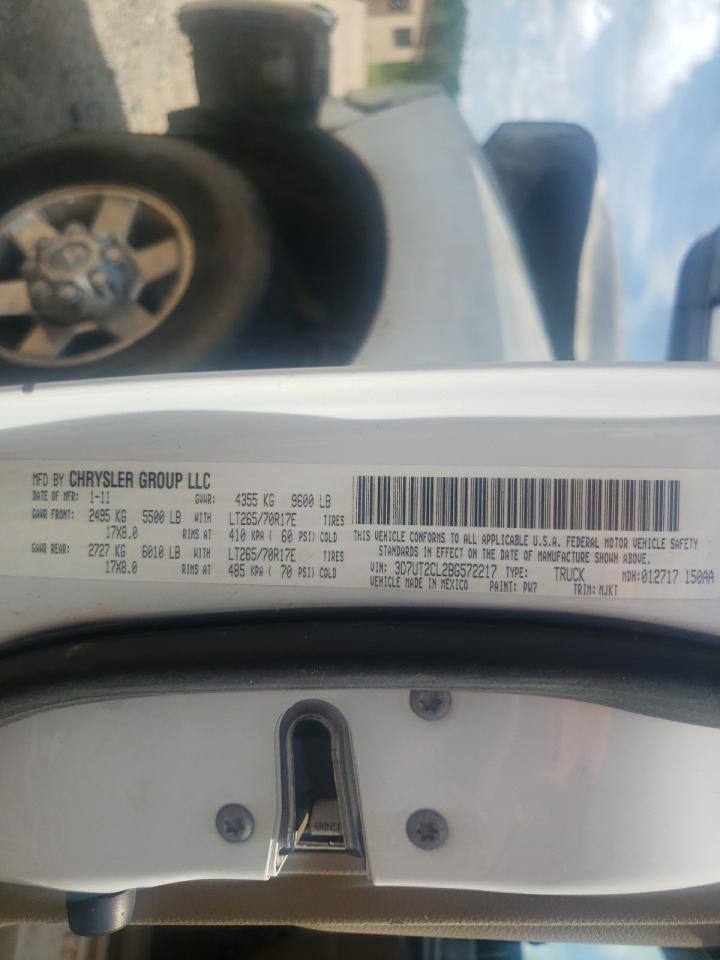 MFD BY CHRYSLER GROUP LLC
DATE OF MFR: 1-11 GVWR: 4355 KG 9600 LB
GAWR FRONT: 2495 KG 5500 LB WITH LT265/70R17E TIRES
17X8.0 RIMS AT 410 KPA ( 60 PSI) COLD
GAWR REAR: 2727 KG 6010 LB WITH LT265/70R17E TIRES
17X8.0 RIMS AT 485 KPA ( 70 PSI) COLD
THIS VEHICLE CONFORMS TO ALL APPLICABLE U.S.A. FEDERAL MOTOR VEHICLE SAFETY
STANDARDS IN EFFECT ON THE DATE OF MANUFACTURE SHOWN ABOVE.
VIN: 3D7UT2CL2BG572217 TYPE: TRUCK MDH:012717 150AA
VEHICLE MADE IN MEXICO PAINT: PW7 TRIM: MJKT